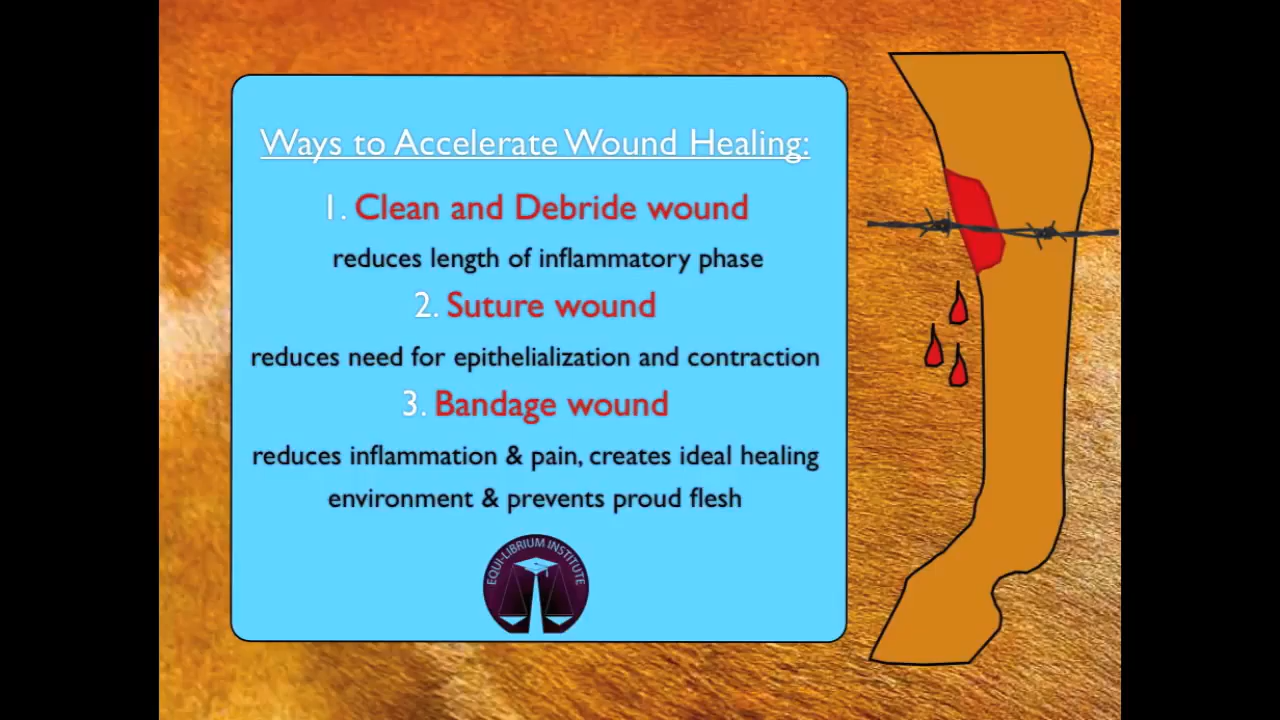 Ways to Accelerate Wound Healing:
1. Clean and Debride wound
reduces length of inflammatory phase
2. Suture wound
reduces need for epithelialization and contraction
3. Bandage wound
reduces inflammation & pain, creates ideal healing
environment & prevents proud flesh
EQUI-LIBRIUM INSTITUTE